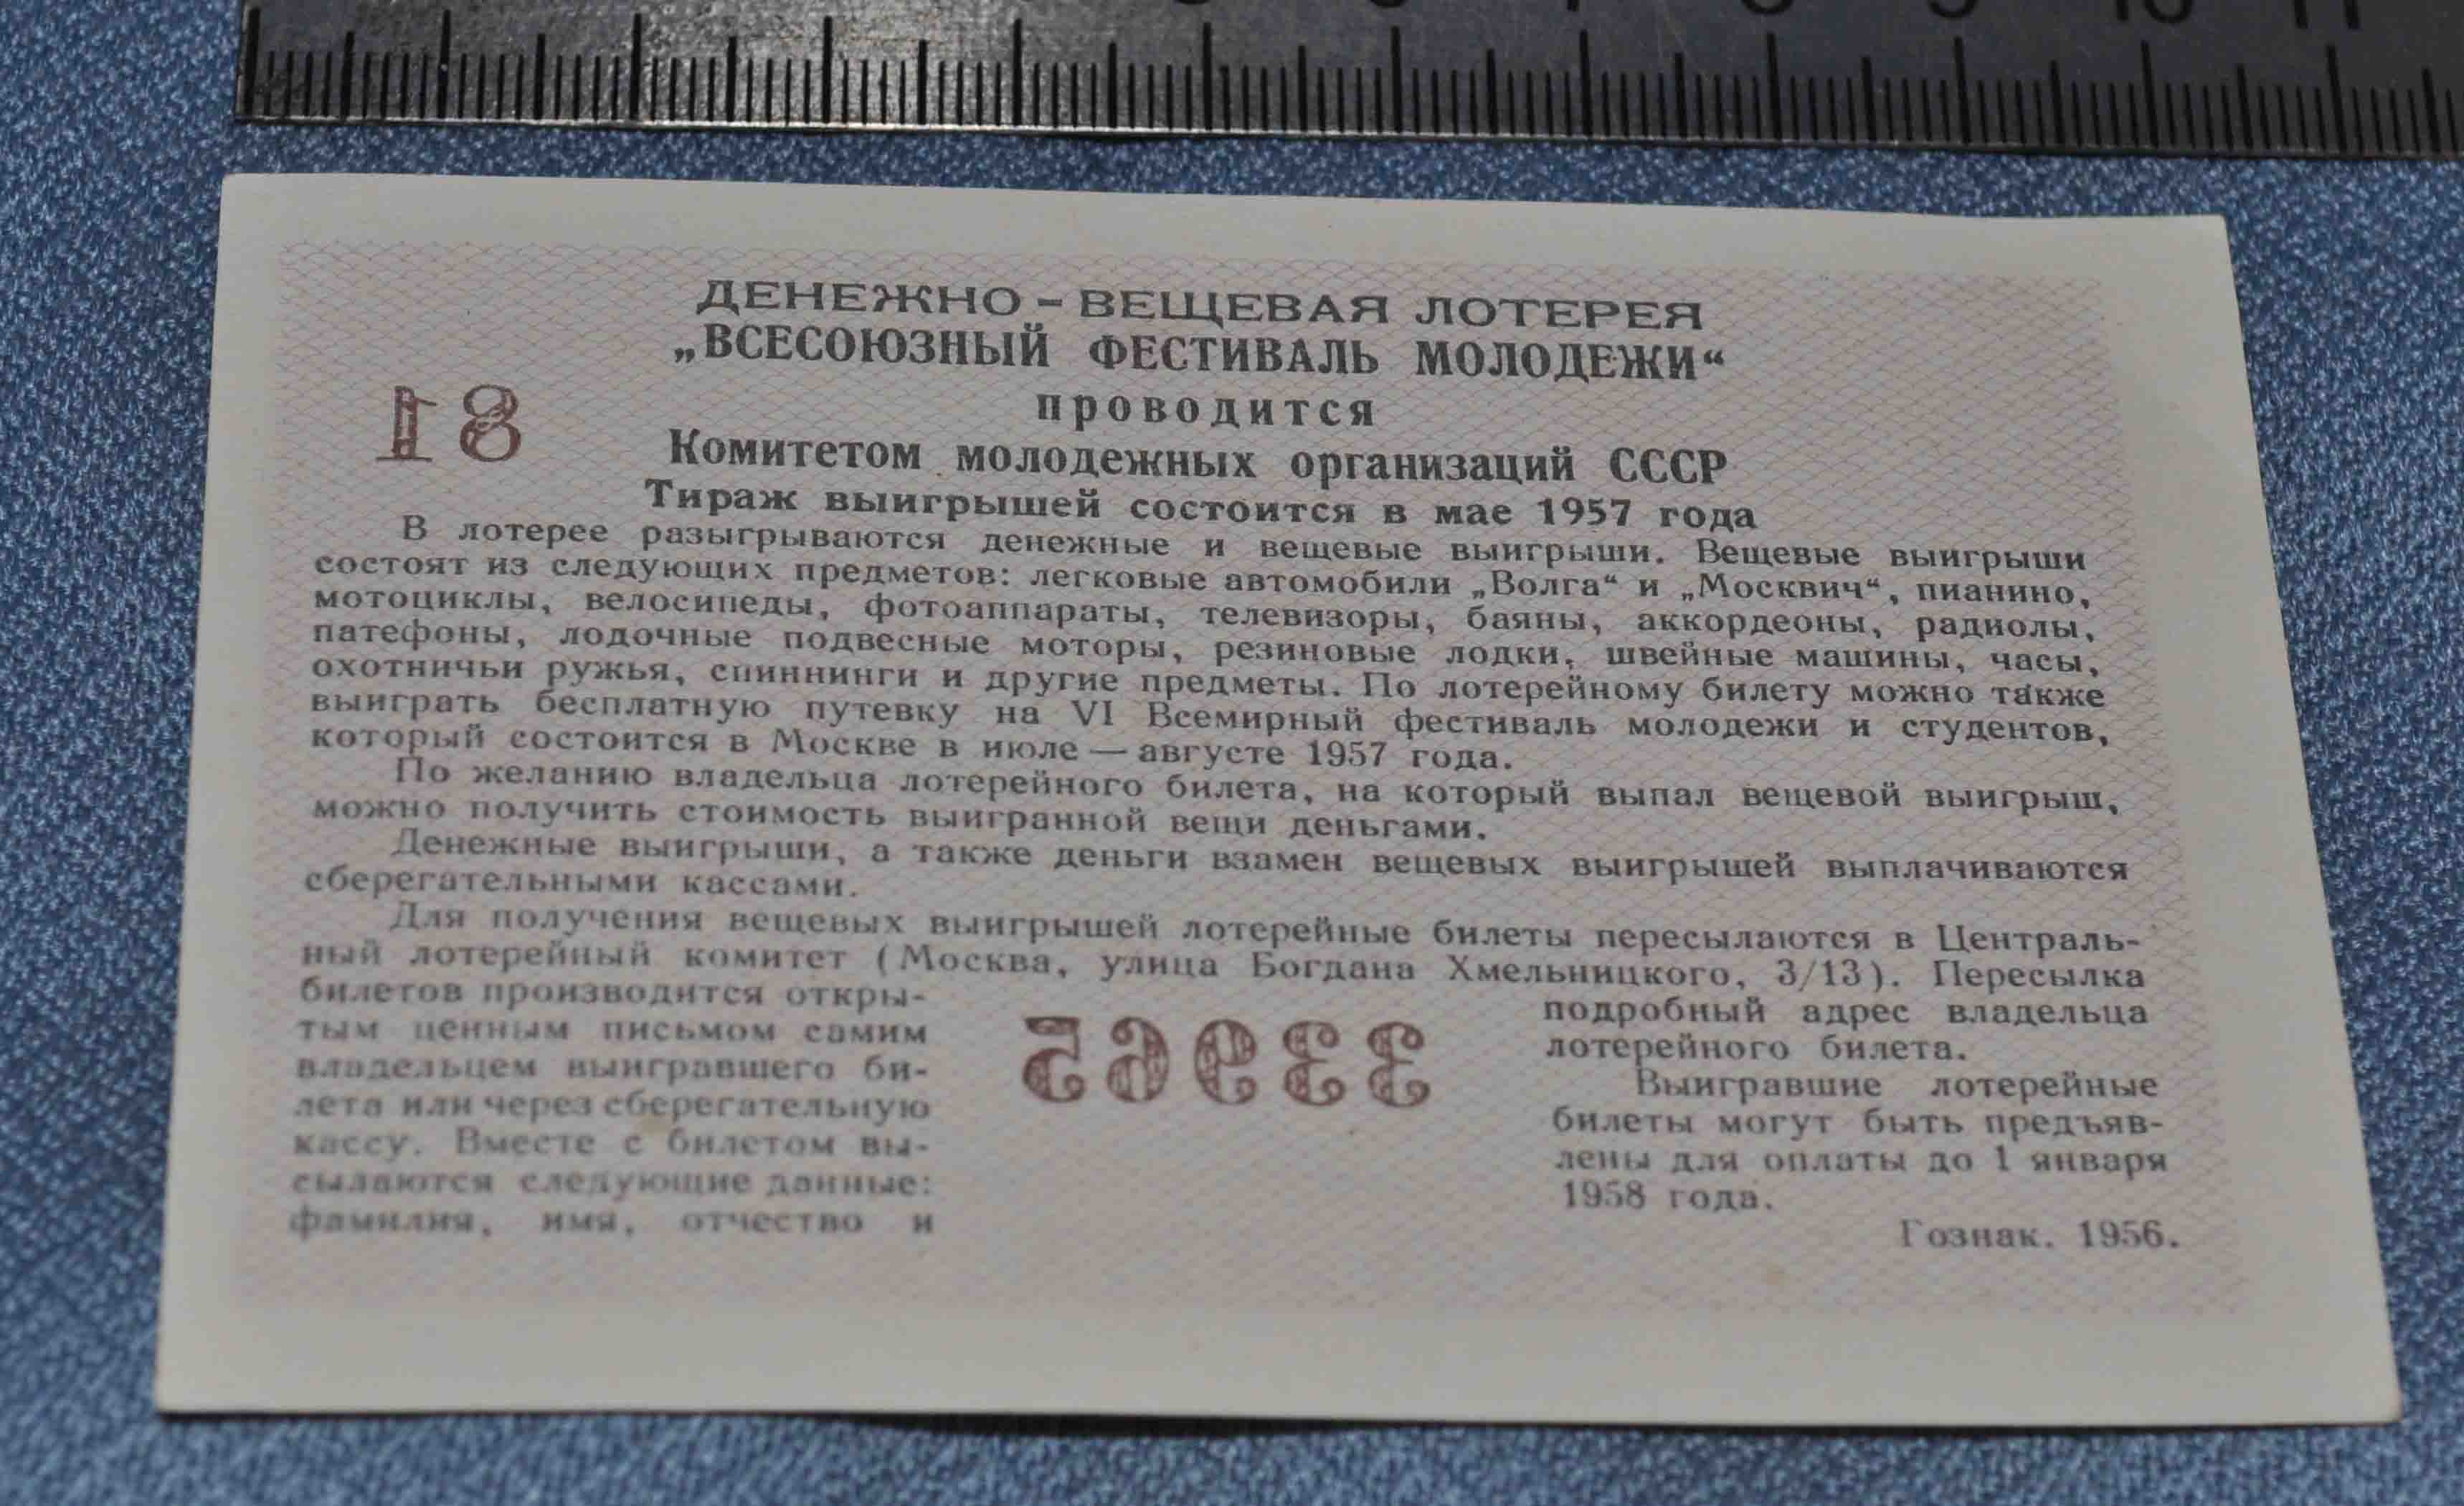 8 9 10 11
ДЕНЕЖНО-ВЕЩЕВАЯ ЛОТЕРЕЯ
„ВСЕСОЮЗНЫЙ ФЕСТИВАЛЬ МОЛОДЕЖИ“
18
проводится
Комитетом молодежных организаций СССР
Тираж выигрышей состоится в мае 1957 года
В лотерее разыгрываются денежные и вещевые выигрыши. Вещевые выигрыши
состоят из следующих предметов: легковые автомобили „Волга“ и „Москвич“, пианино,
мотоциклы, велосипеды, фотоаппараты, телевизоры, баяны, аккордеоны, радиолы,
патефоны, лодочные подвесные моторы, резиновые лодки, швейные машины, часы,
охотничьи ружья, спиннинги и другие предметы. По лотерейному билету можно также
выиграть бесплатную путевку на VI Всемирный фестиваль молодежи и студентов,
который состоится в Москве в июле — августе 1957 года.
По желанию владельца лотерейного билета, на который выпал вещевой выигрыш,
можно получить стоимость выигранной вещи деньгами.
Денежные выигрыши, а также деньги взамен вещевых выигрышей выплачиваются
сберегательными кассами.
Для получения вещевых выигрышей лотерейные билеты пересылаются в Централь-
ный лотерейный комитет (Москва, улица Богдана Хмельницкого, 3/13). Пересылка
билетов производится откры-
тым ценным письмом самим
владельцем выигравшего би-
лета или через сберегательную
кассу. Вместе с билетом вы-
сылаются следующие данные:
фамилия, имя, отчество и
33965
подробный адрес владельца
лотерейного билета.
Выигравшие лотерейные
билеты могут быть предъяв-
лены для оплаты до 1 января
1958 года.
Гознак. 1956.